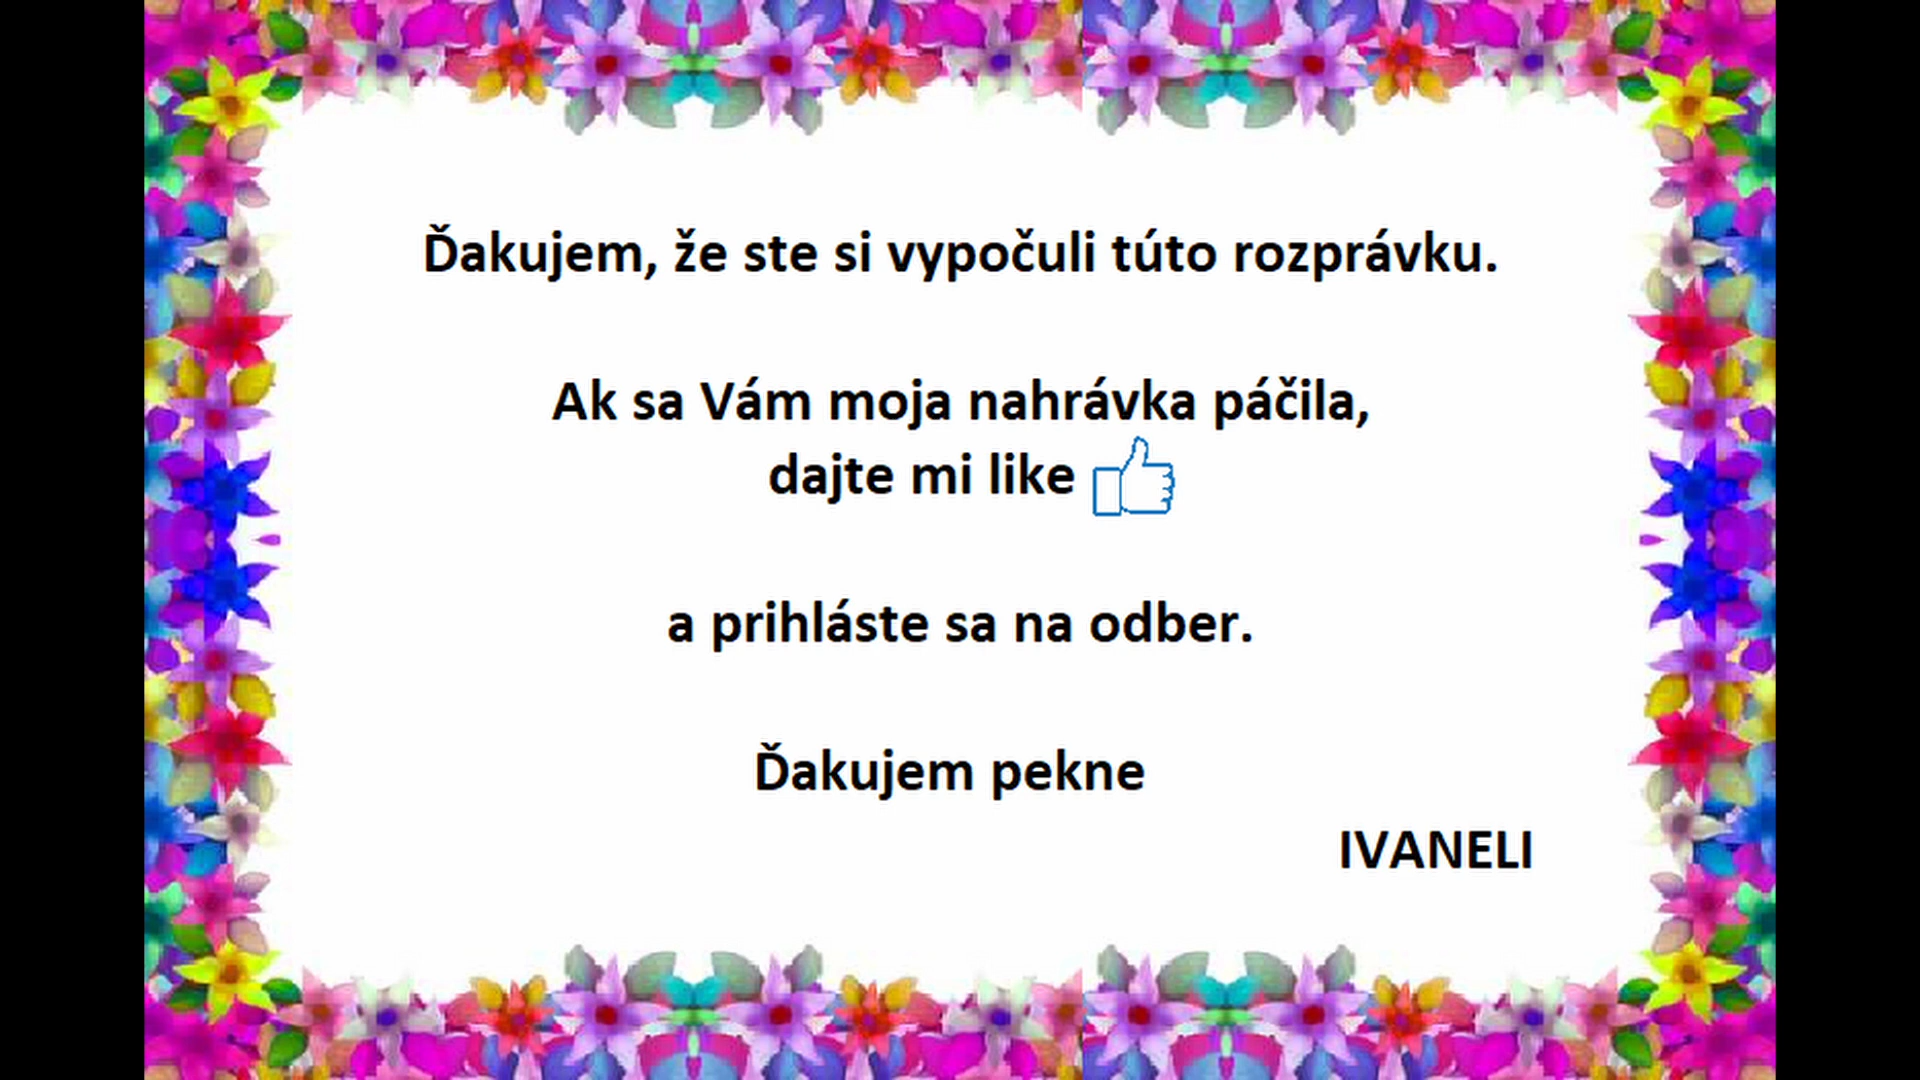 Ďakujem, že ste si vypočuli túto rozprávku.
Ak sa Vám moja nahrávka páčila,
dajte mi like
a prihláste sa na odber.
Ďakujem pekne
IVANELI